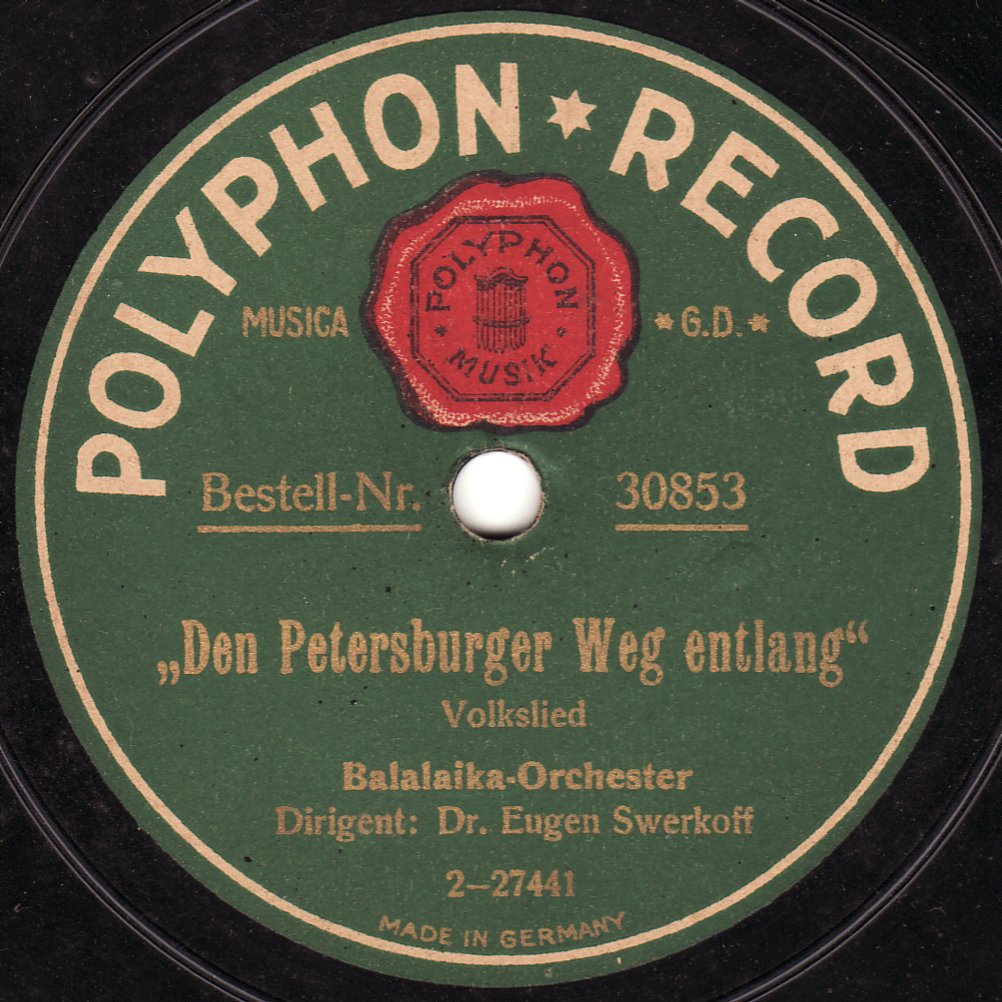 POLYPHON ★ RECORD
POLYPHON
MUSIK
MUSICA ★ G.D. ★
Bestell-Nr. 30853
„Den Petersburger Weg entlang“
Volkslied
Balalaika-Orchester
Dirigent: Dr. Eugen Swerkoff
2–27441
MADE IN GERMANY